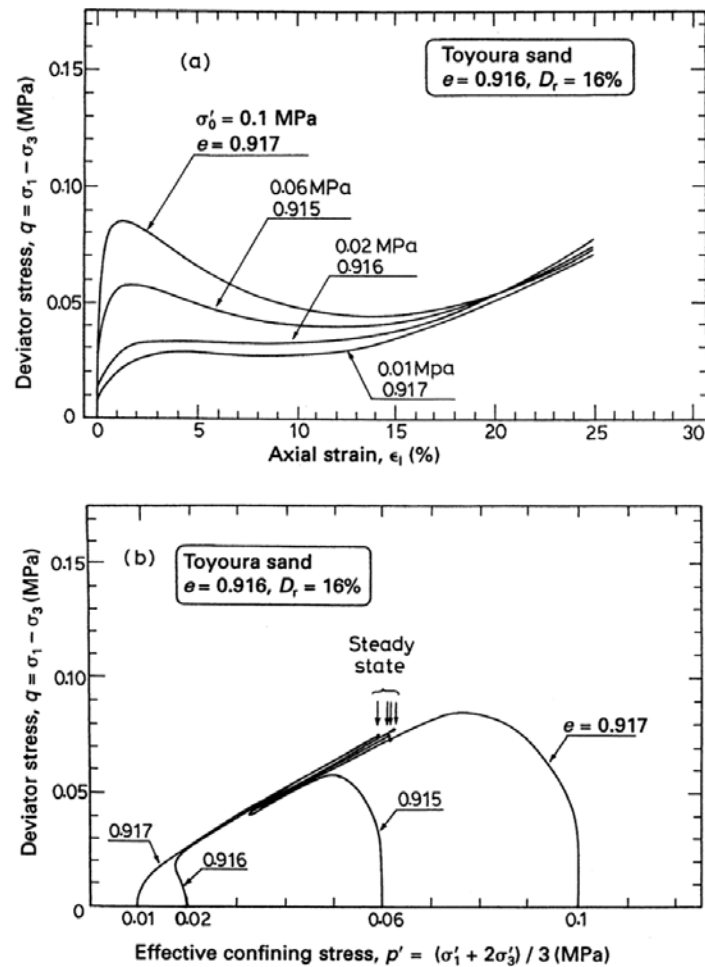 (a)
Toyoura sand
e = 0.916, Dr = 16%
σ′0 = 0.1 MPa
e = 0.917
0.06 MPa
0.915
0.02 MPa
0.916
0.01 Mpa
0.917
0.15
0.10
0.05
0
Deviator stress, q = σ1 − σ3 (MPa)
0 5 10 15 20 25 30
Axial strain, ϵI (%)
(b)
Toyoura sand
e = 0.916, Dr = 16%
Steady
state
e = 0.917
0.915
0.917
0.916
0.15
0.10
0.05
0
Deviator stress, q = σ1 − σ3 (MPa)
0.01 0.02 0.06 0.1
Effective confining stress, p′ = (σ′1 + 2σ′3) / 3 (MPa)